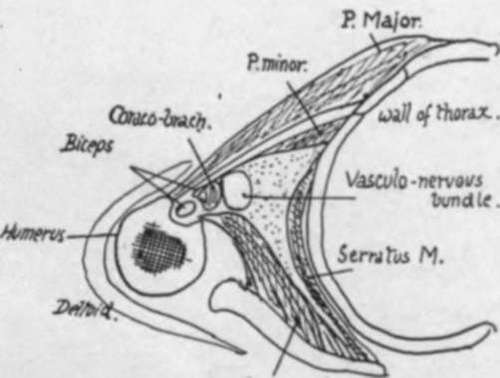 P. Major.
P. minor.
wall of thorax.
Coraco-brach.
Biceps
Vasculo-nervous
bundle.
Humerus
Serratus M.
Deltoid.